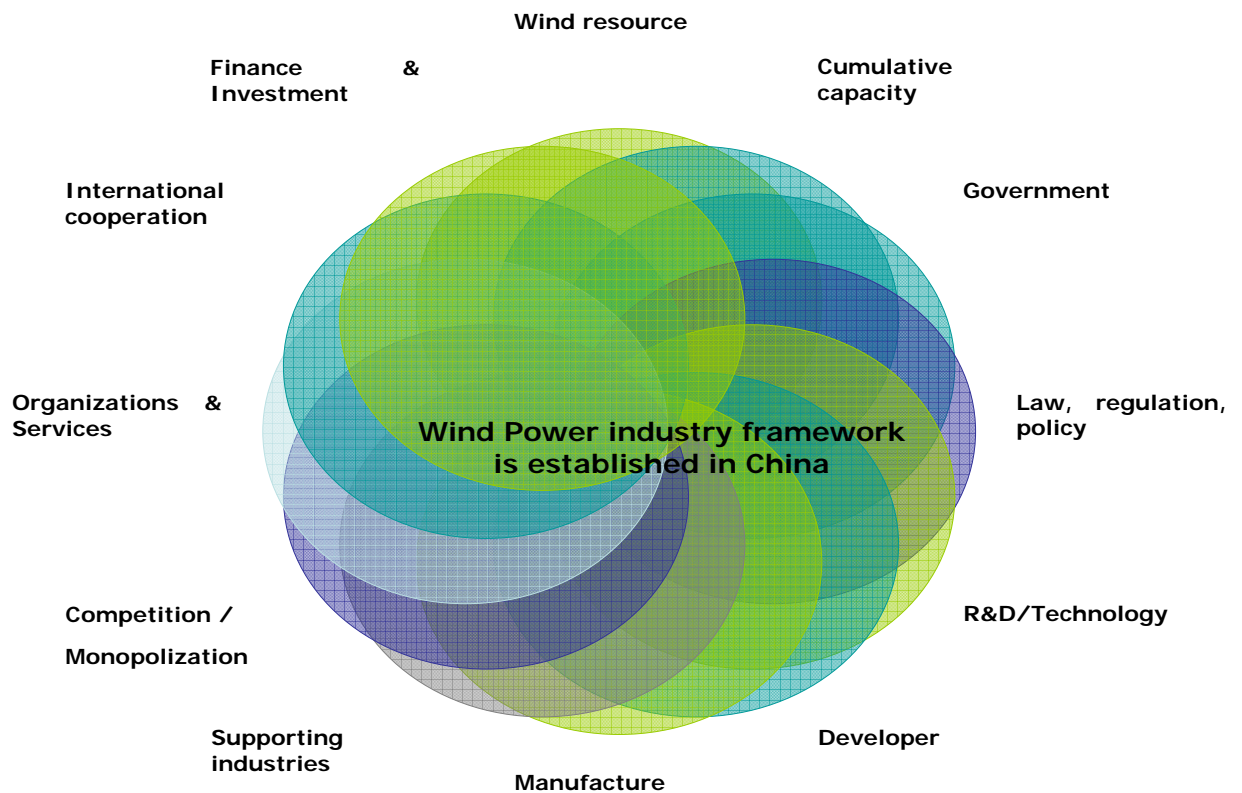 Wind resource
Finance &
Investment
Cumulative
capacity
International
cooperation
Government
Organizations &
Services
Law, regulation,
policy
Wind Power industry framework
is established in China
Competition /
Monopolization
R&D/Technology
Supporting
industries
Developer
Manufacture